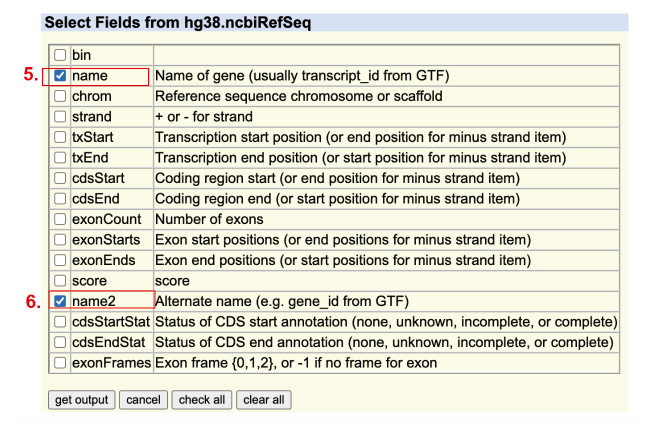 Select Fields from hg38.ncbiRefSeq
bin
5. name Name of gene (usually transcript_id from GTF)
chrom Reference sequence chromosome or scaffold
strand + or - for strand
txStart Transcription start position (or end position for minus strand item)
txEnd Transcription end position (or start position for minus strand item)
cdsStart Coding region start (or end position for minus strand item)
cdsEnd Coding region end (or start position for minus strand item)
exonCount Number of exons
exonStarts Exon start positions (or end positions for minus strand item)
exonEnds Exon end positions (or start positions for minus strand item)
score score
6. name2 Alternate name (e.g. gene_id from GTF)
cdsStartStat Status of CDS start annotation (none, unknown, incomplete, or complete)
cdsEndStat Status of CDS end annotation (none, unknown, incomplete, or complete)
exonFrames Exon frame {0,1,2}, or -1 if no frame for exon
get output cancel check all clear all